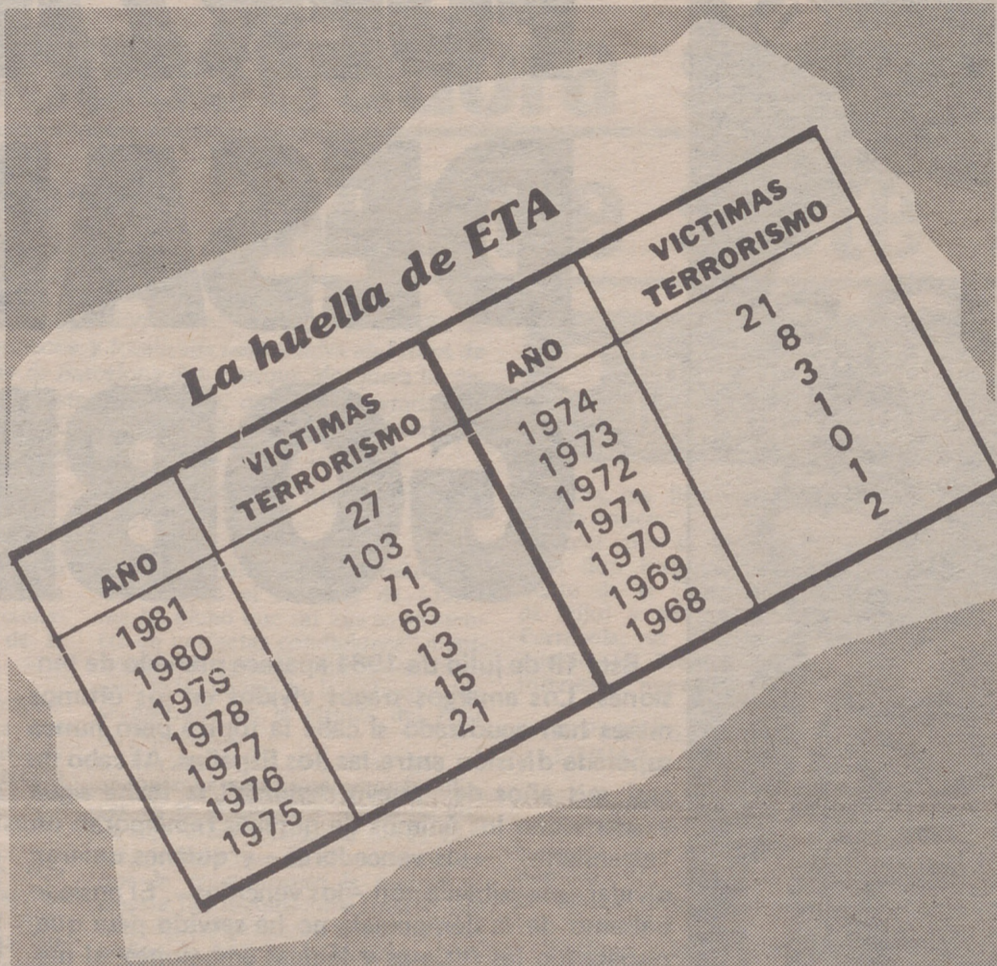 La huella de ETA
AÑO VICTIMAS
TERRORISMO
1981 27
1980 103
1979 71
1978 65
1977 13
1976 15
1975 21
AÑO VICTIMAS
TERRORISMO
1974 21
1973 8
1972 3
1971 1
1970 0
1969 1
1968 2